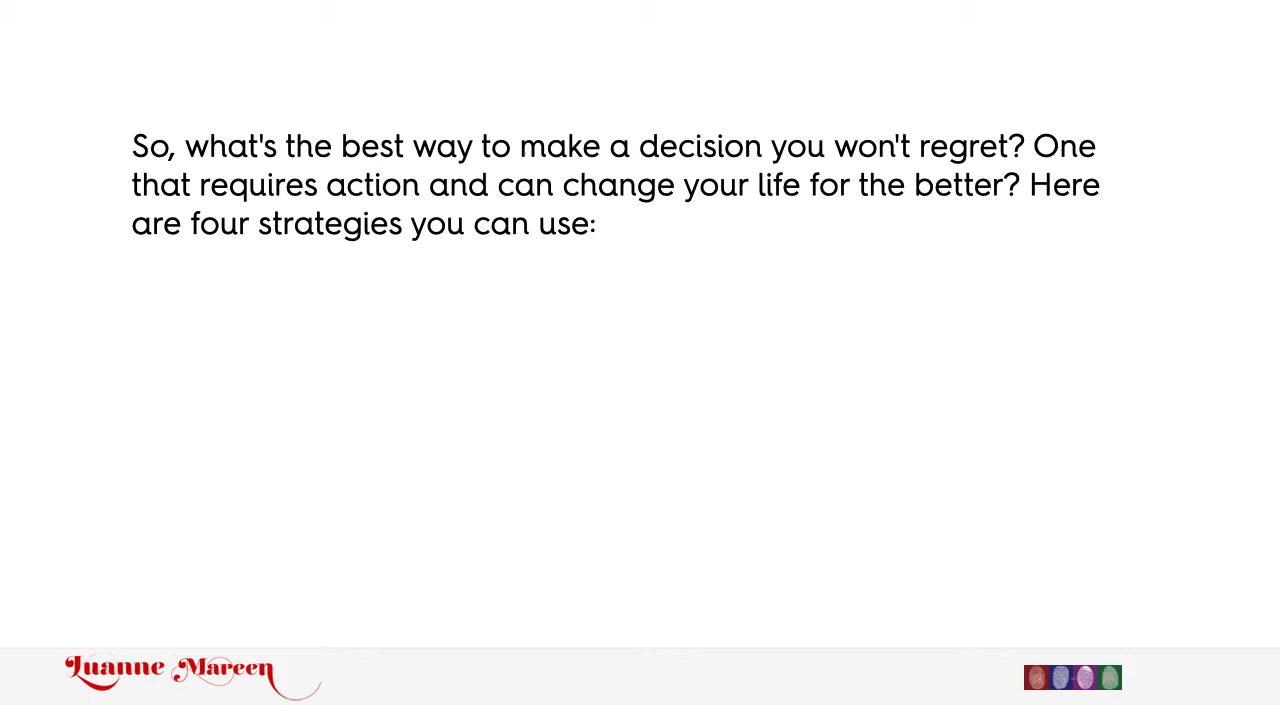 So, what's the best way to make a decision you won't regret? One
that requires action and can change your life for the better? Here
are four strategies you can use:
Luanne Mareen